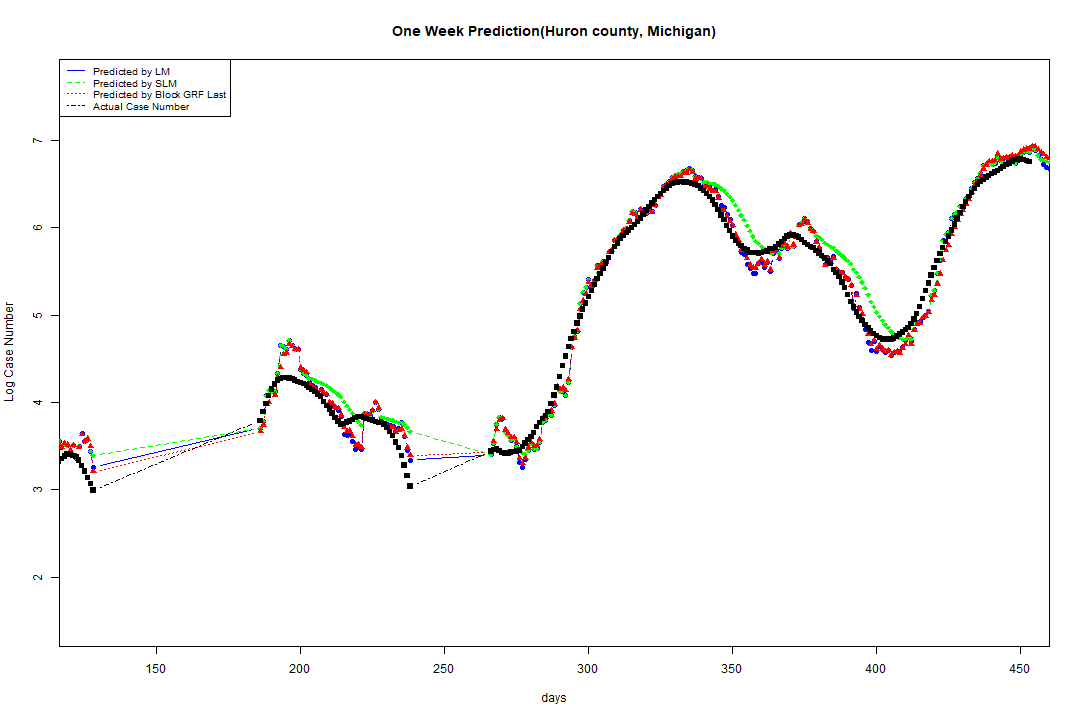 One Week Prediction(Huron county, Michigan)
Predicted by LM
Predicted by SLM
Predicted by Block GRF Last
Actual Case Number
Log Case Number
7
6
5
4
3
2
150 200 250 300 350 400 450
days